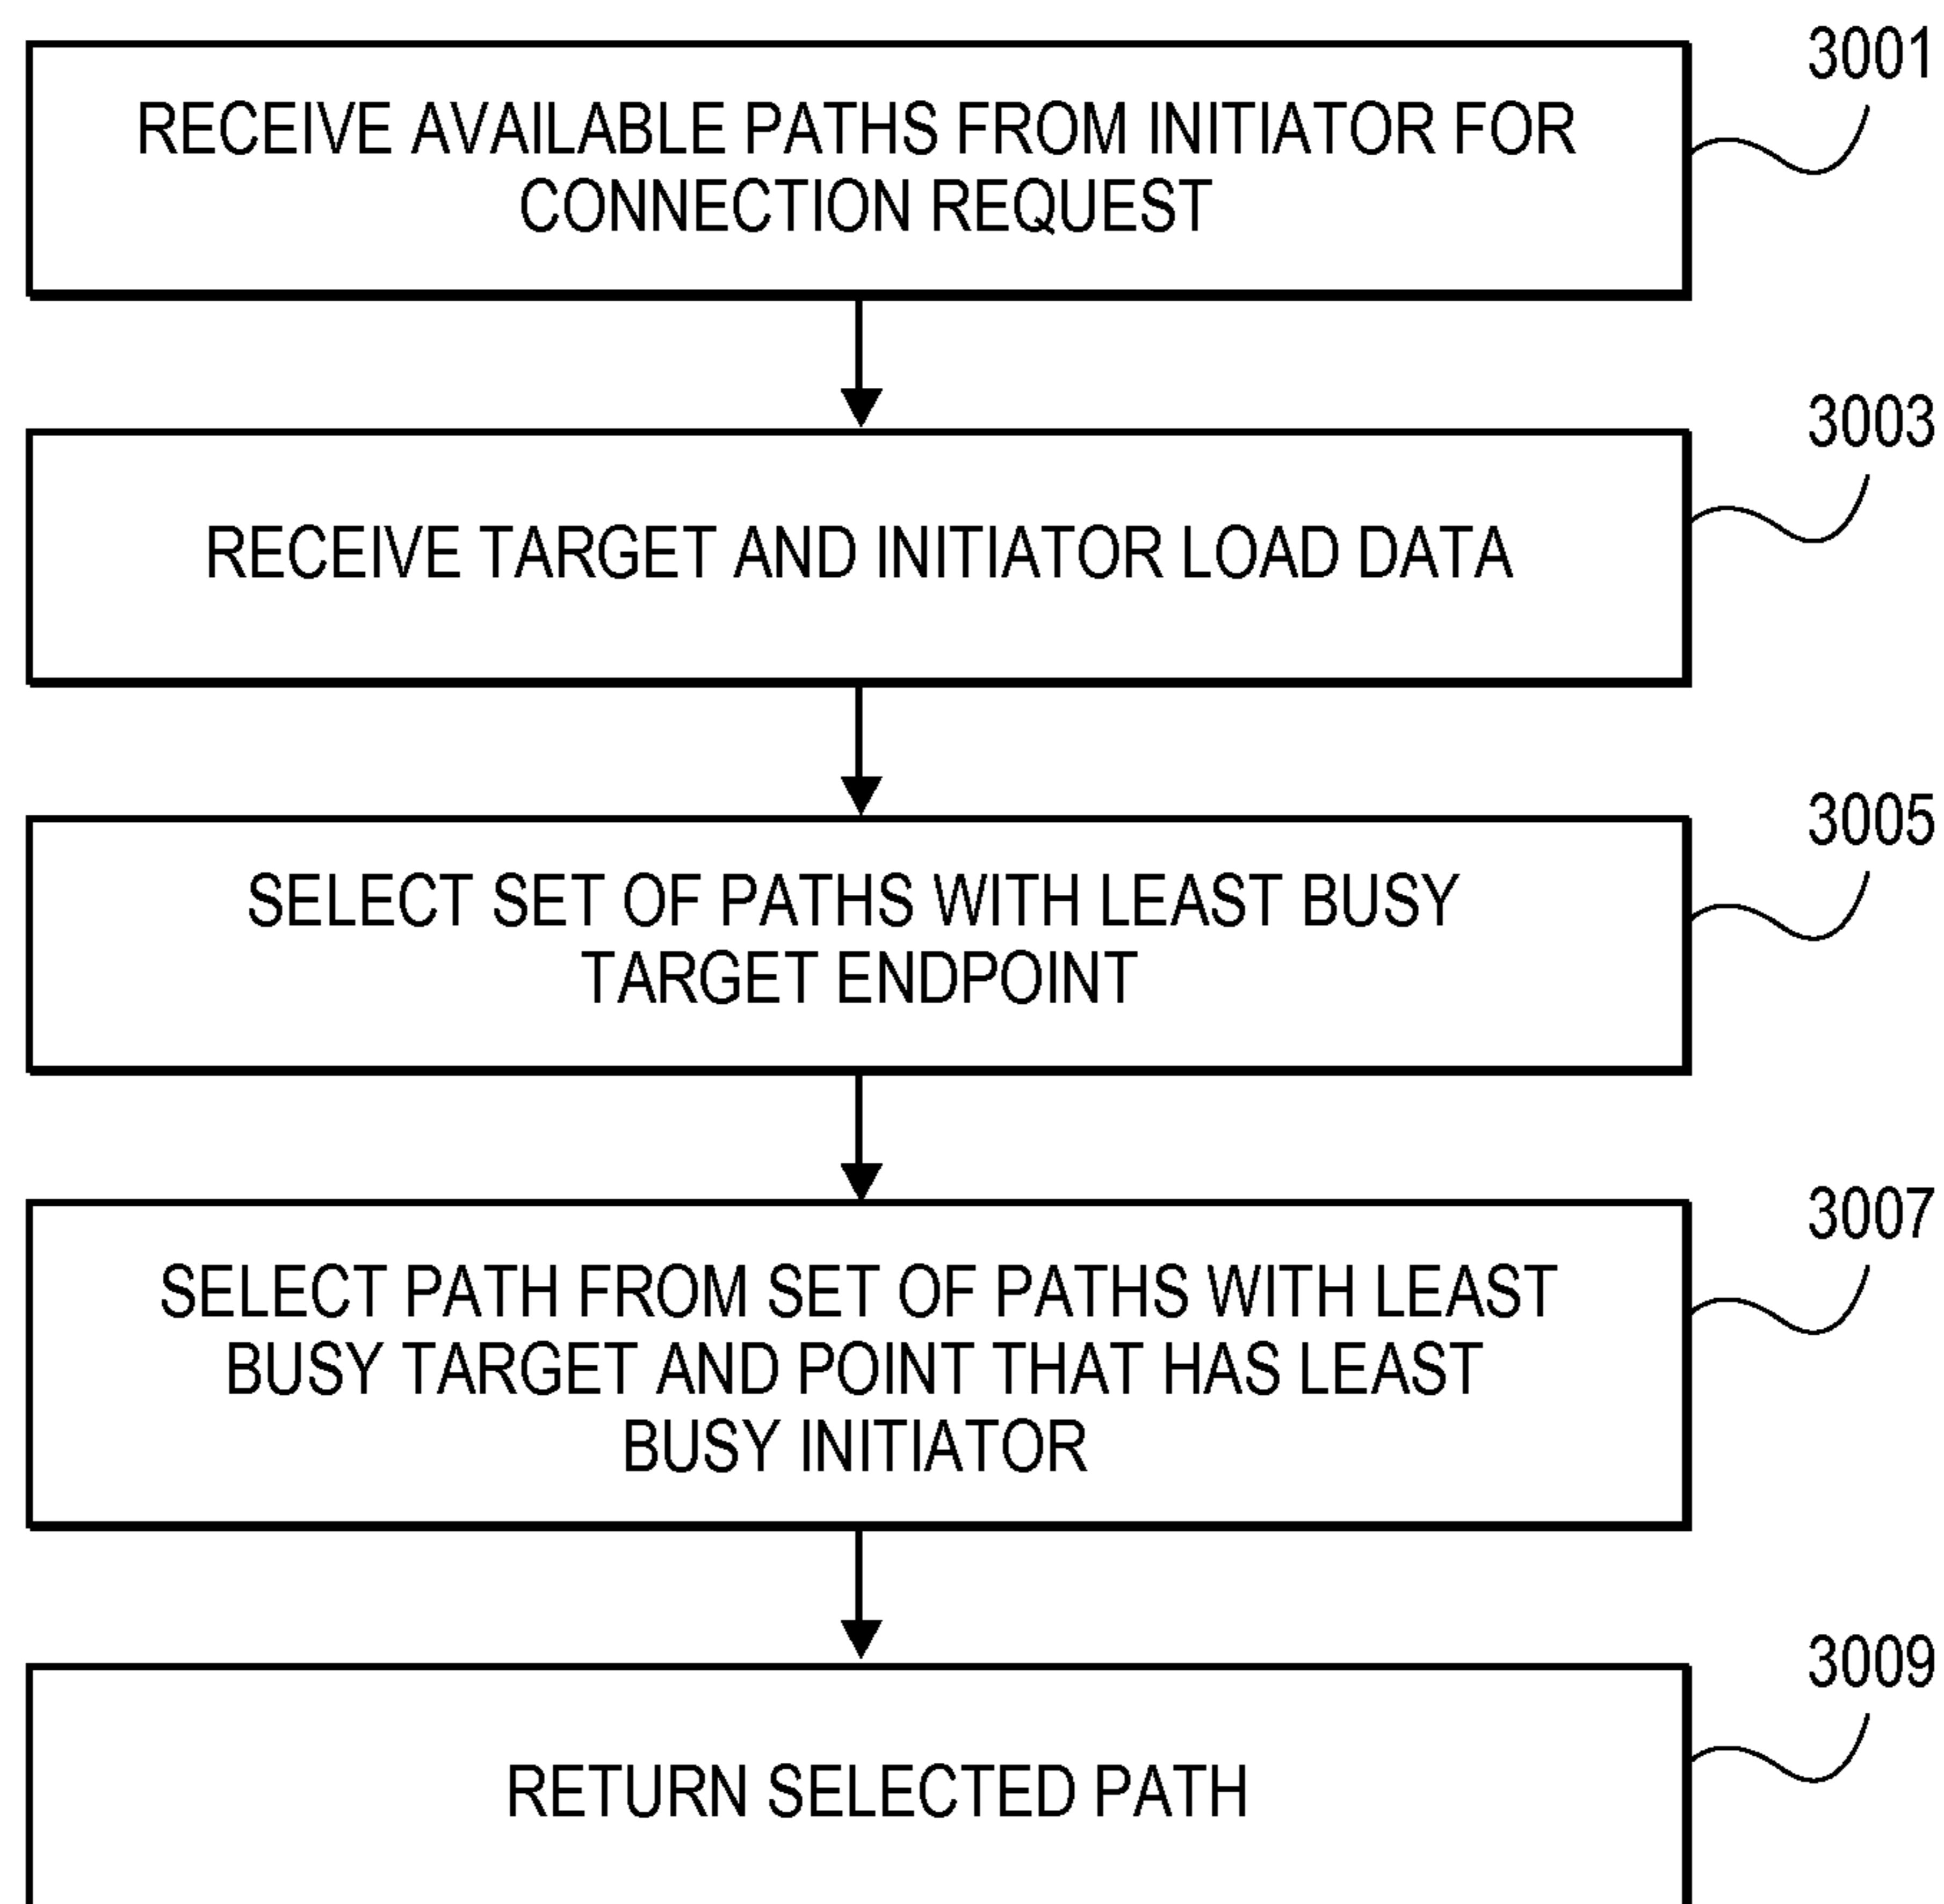 3001
RECEIVE AVAILABLE PATHS FROM INITIATOR FOR
CONNECTION REQUEST
3003
RECEIVE TARGET AND INITIATOR LOAD DATA
3005
SELECT SET OF PATHS WITH LEAST BUSY
TARGET ENDPOINT
3007
SELECT PATH FROM SET OF PATHS WITH LEAST
BUSY TARGET AND POINT THAT HAS LEAST
BUSY INITIATOR
3009
RETURN SELECTED PATH